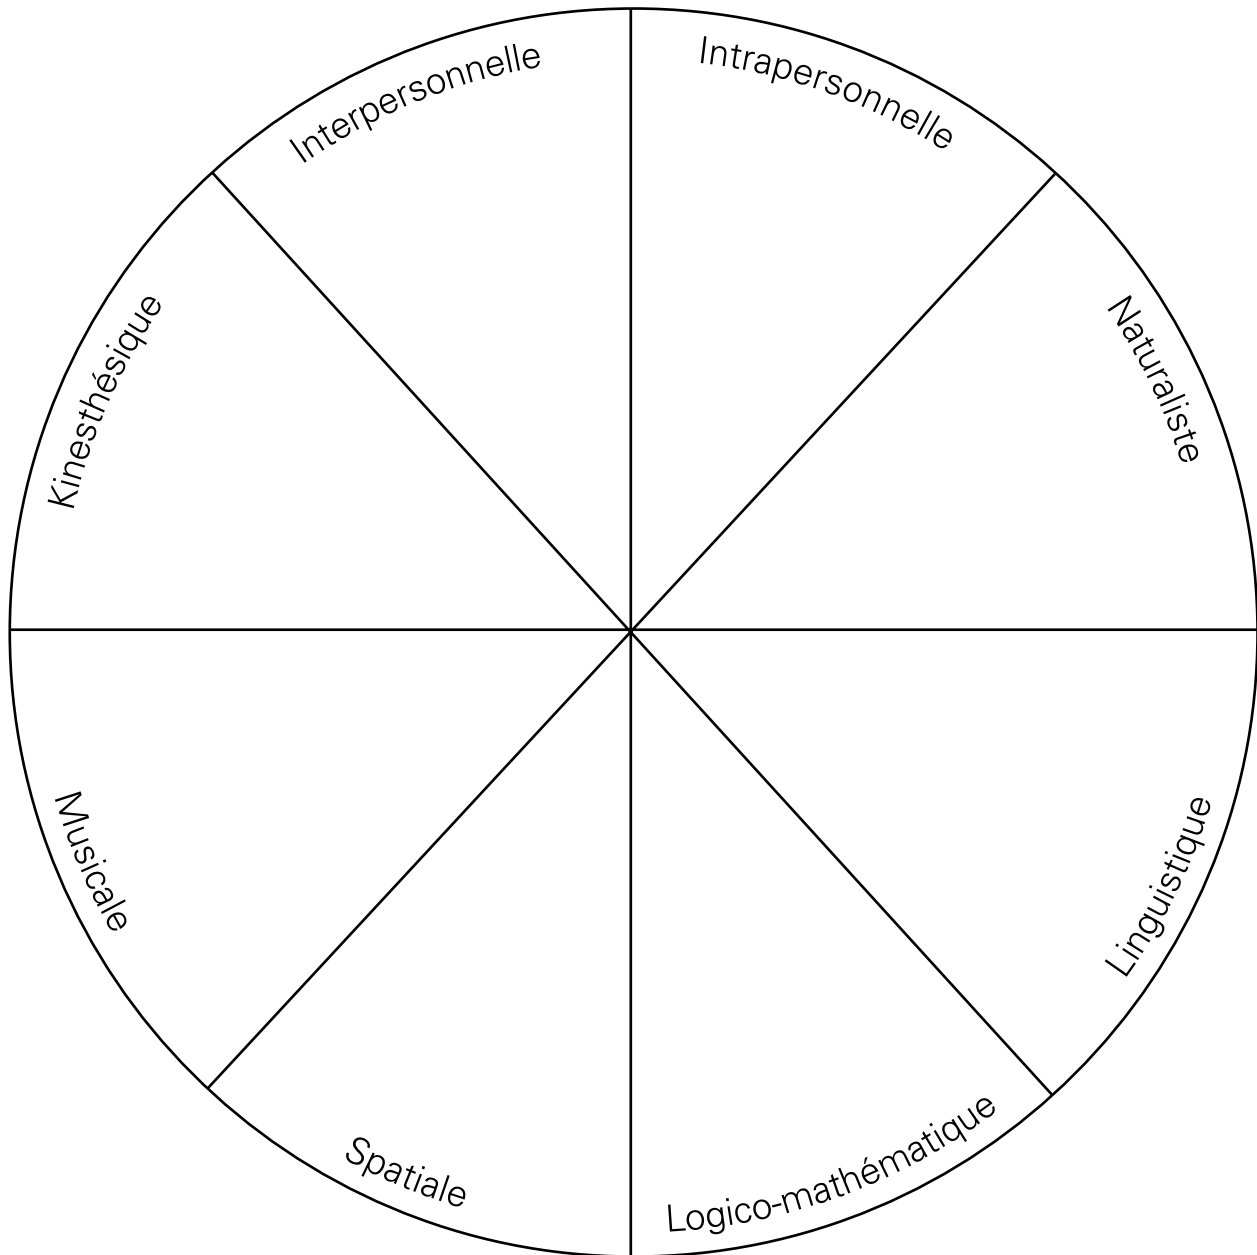 Interpersonnelle
Intrapersonnelle
Kinesthésique
Naturaliste
Musicale
Linguistique
Spatiale
Logico-mathématique